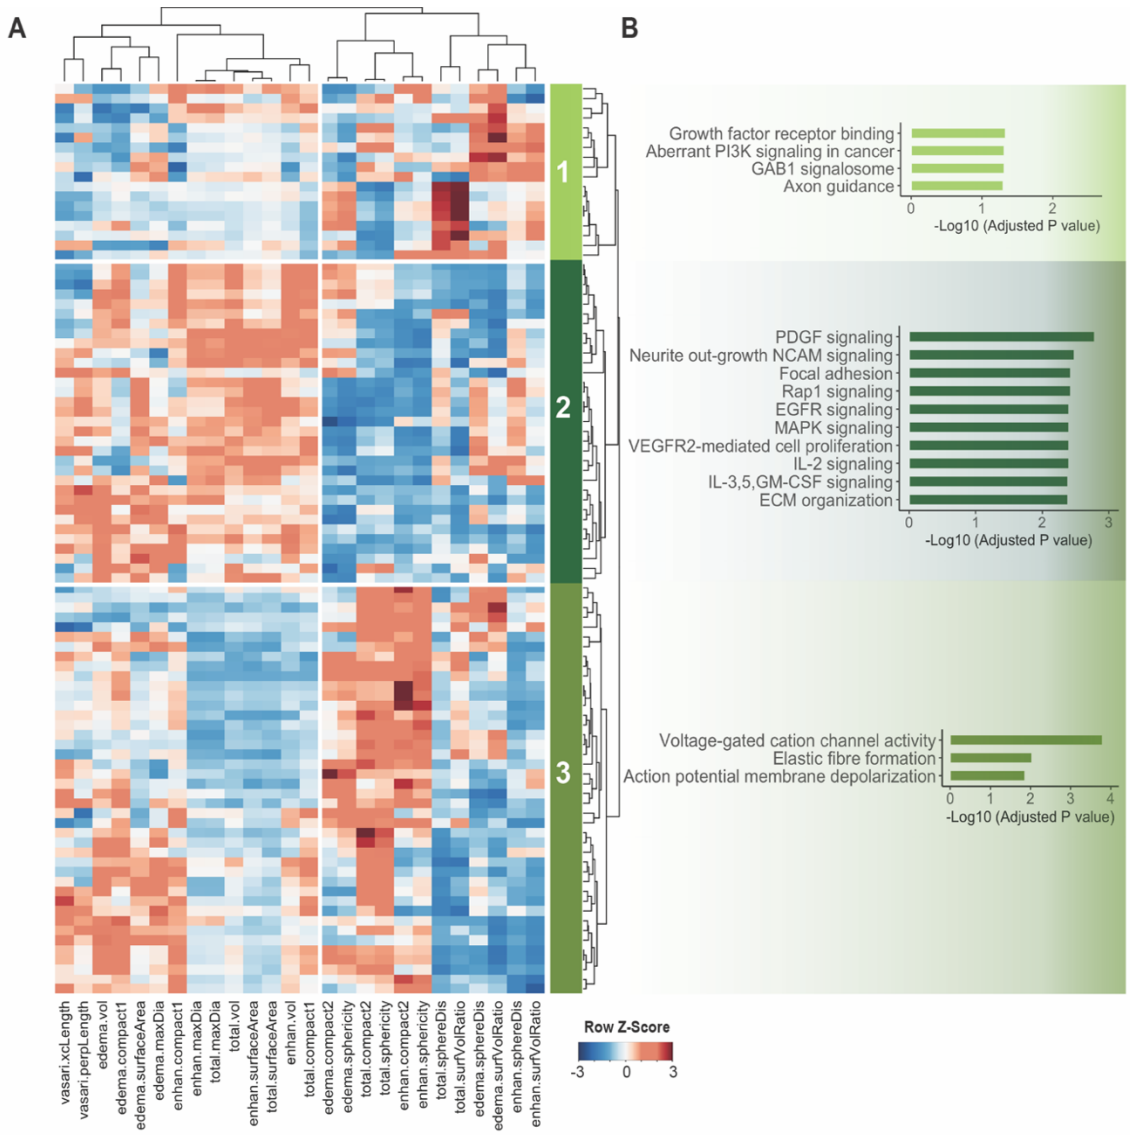 A
B
1
2
3
Growth factor receptor binding
Aberrant PI3K signaling in cancer
GAB1 signalosome
Axon guidance
0 1 2
-Log10 (Adjusted P value)
PDGF signaling
Neurite out-growth NCAM signaling
Focal adhesion
Rap1 signaling
EGFR signaling
MAPK signaling
VEGFR2-mediated cell proliferation
IL-2 signaling
IL-3,5,GM-CSF signaling
ECM organization
0 1 2 3
-Log10 (Adjusted P value)
Voltage-gated cation channel activity
Elastic fibre formation
Action potential membrane depolarization
0 1 2 3 4
-Log10 (Adjusted P value)
vasari.xcLength
vasari.perpLength
edema.vol
edema.compact1
edema.surfaceArea
edema.maxDia
enhan.compact1
enhan.maxDia
total.maxDia
total.vol
enhan.surfaceArea
total.surfaceArea
enhan.vol
total.compact1
edema.compact2
edema.sphericity
total.compact2
total.sphericity
enhan.compact2
enhan.sphericity
total.sphereDis
total.surfVolRatio
edema.sphereDis
edema.surfVolRatio
enhan.sphereDis
enhan.surfVolRatio
Row Z-Score
-3 0 3